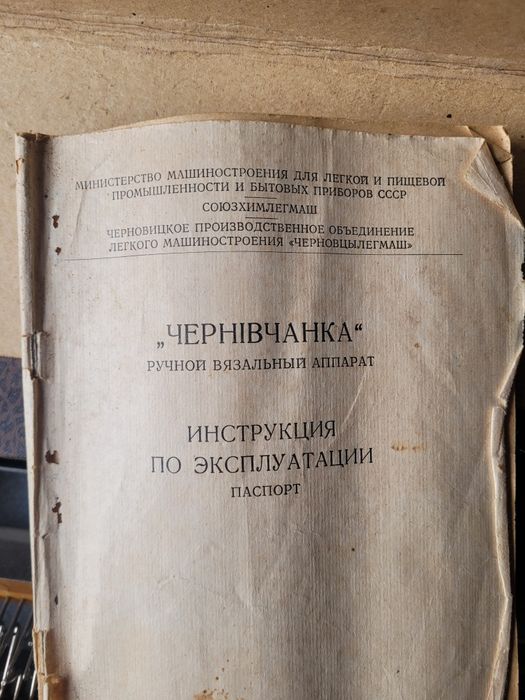 МИНИСТЕРСТВО МАШИНОСТРОЕНИЯ ДЛЯ ЛЕГКОЙ И ПИЩЕВОЙ
ПРОМЫШЛЕННОСТИ И БЫТОВЫХ ПРИБОРОВ СССР
СОЮЗХИМЛЕГМАШ
ЧЕРНОВИЦКОЕ ПРОИЗВОДСТВЕННОЕ ОБЪЕДИНЕНИЕ
ЛЕГКОГО МАШИНОСТРОЕНИЯ «ЧЕРНОВЦЫЛЕГМАШ»
„ЧЕРНІВЧАНКА“
РУЧНОЙ ВЯЗАЛЬНЫЙ АППАРАТ
ИНСТРУКЦИЯ
ПО ЭКСПЛУАТАЦИИ
ПАСПОРТ